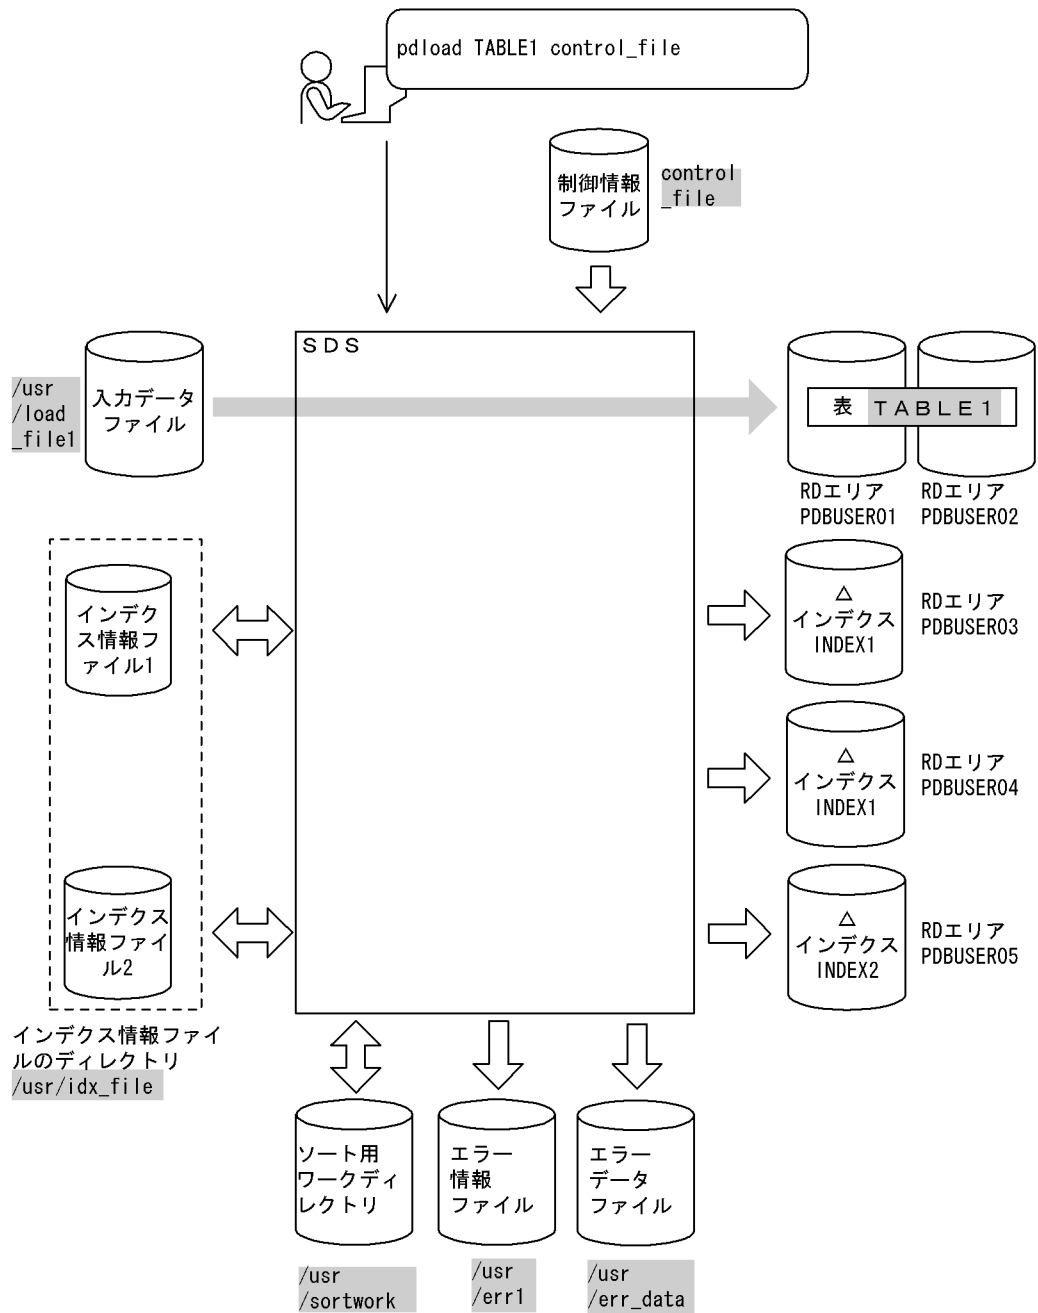 pdload TABLE1 control_file
制御情報
ファイル
control
_file
SDS
/usr
/load
_file1
入力データ
ファイル
表 TABLE1
RDエリア
PDBUSER01
RDエリア
PDBUSER02
インデク
ス情報フ
ァイル1
△
インデクス
INDEX1
RDエリア
PDBUSER03
△
インデクス
INDEX1
RDエリア
PDBUSER04
インデクス
情報ファイ
ル2
△
インデクス
INDEX2
RDエリア
PDBUSER05
インデクス情報ファイ
ルのディレクトリ
/usr/idx_file
ソート用
ワークディ
レクトリ
エラー
情報
ファイル
エラー
データ
ファイル
/usr
/sortwork
/usr
/err1
/usr
/err_data